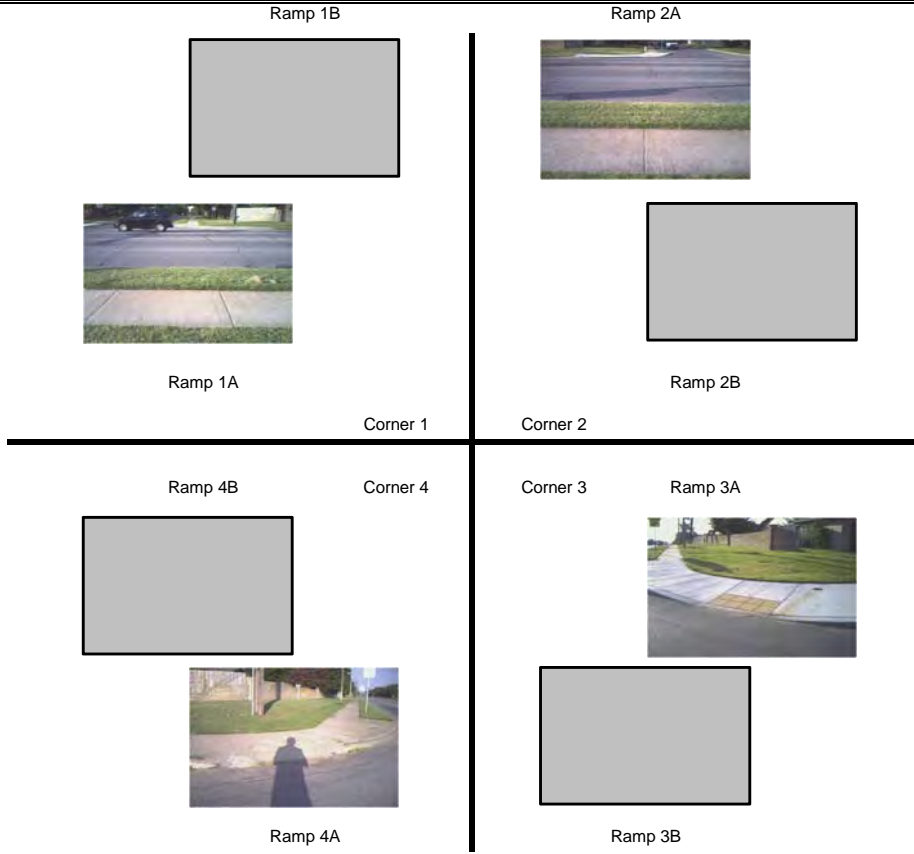 Ramp 1B
Ramp 2A
Ramp 1A
Ramp 2B
Corner 1
Corner 2
Ramp 4B
Corner 4
Corner 3
Ramp 3A
Ramp 4A
Ramp 3B